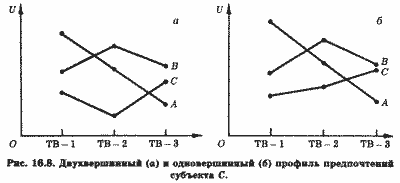 U а U б
B B
C C
A A
O ТВ – 1 ТВ – 2 ТВ – 3 O ТВ – 1 ТВ – 2 ТВ – 3
Рис. 16.8. Двухвершинный (а) и одновершинный (б) профиль предпочтений
субъекта С.